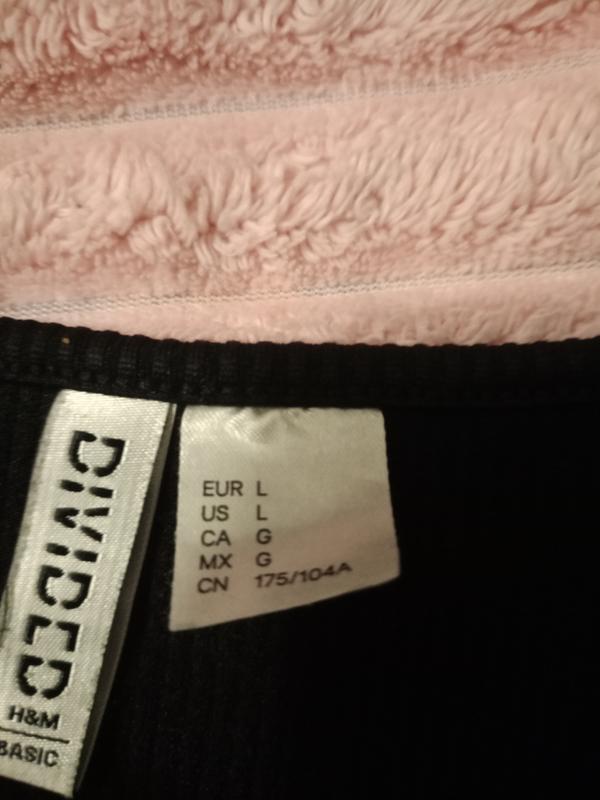 DIVIDED
H&M
BASIC
EUR L
US L
CA G
MX G
CN 175/104A